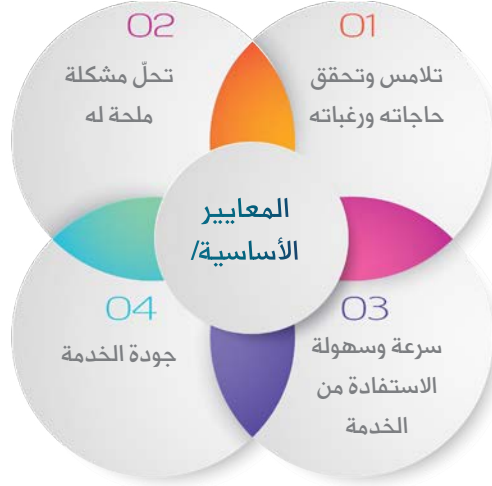 01
تلامس وتحقق
حاجاته ورغباته
02
تحلّ مشكلة
ملحة له
المعايير
الأساسية/
03
سرعة وسهولة
الاستفادة من
الخدمة
04
جودة الخدمة